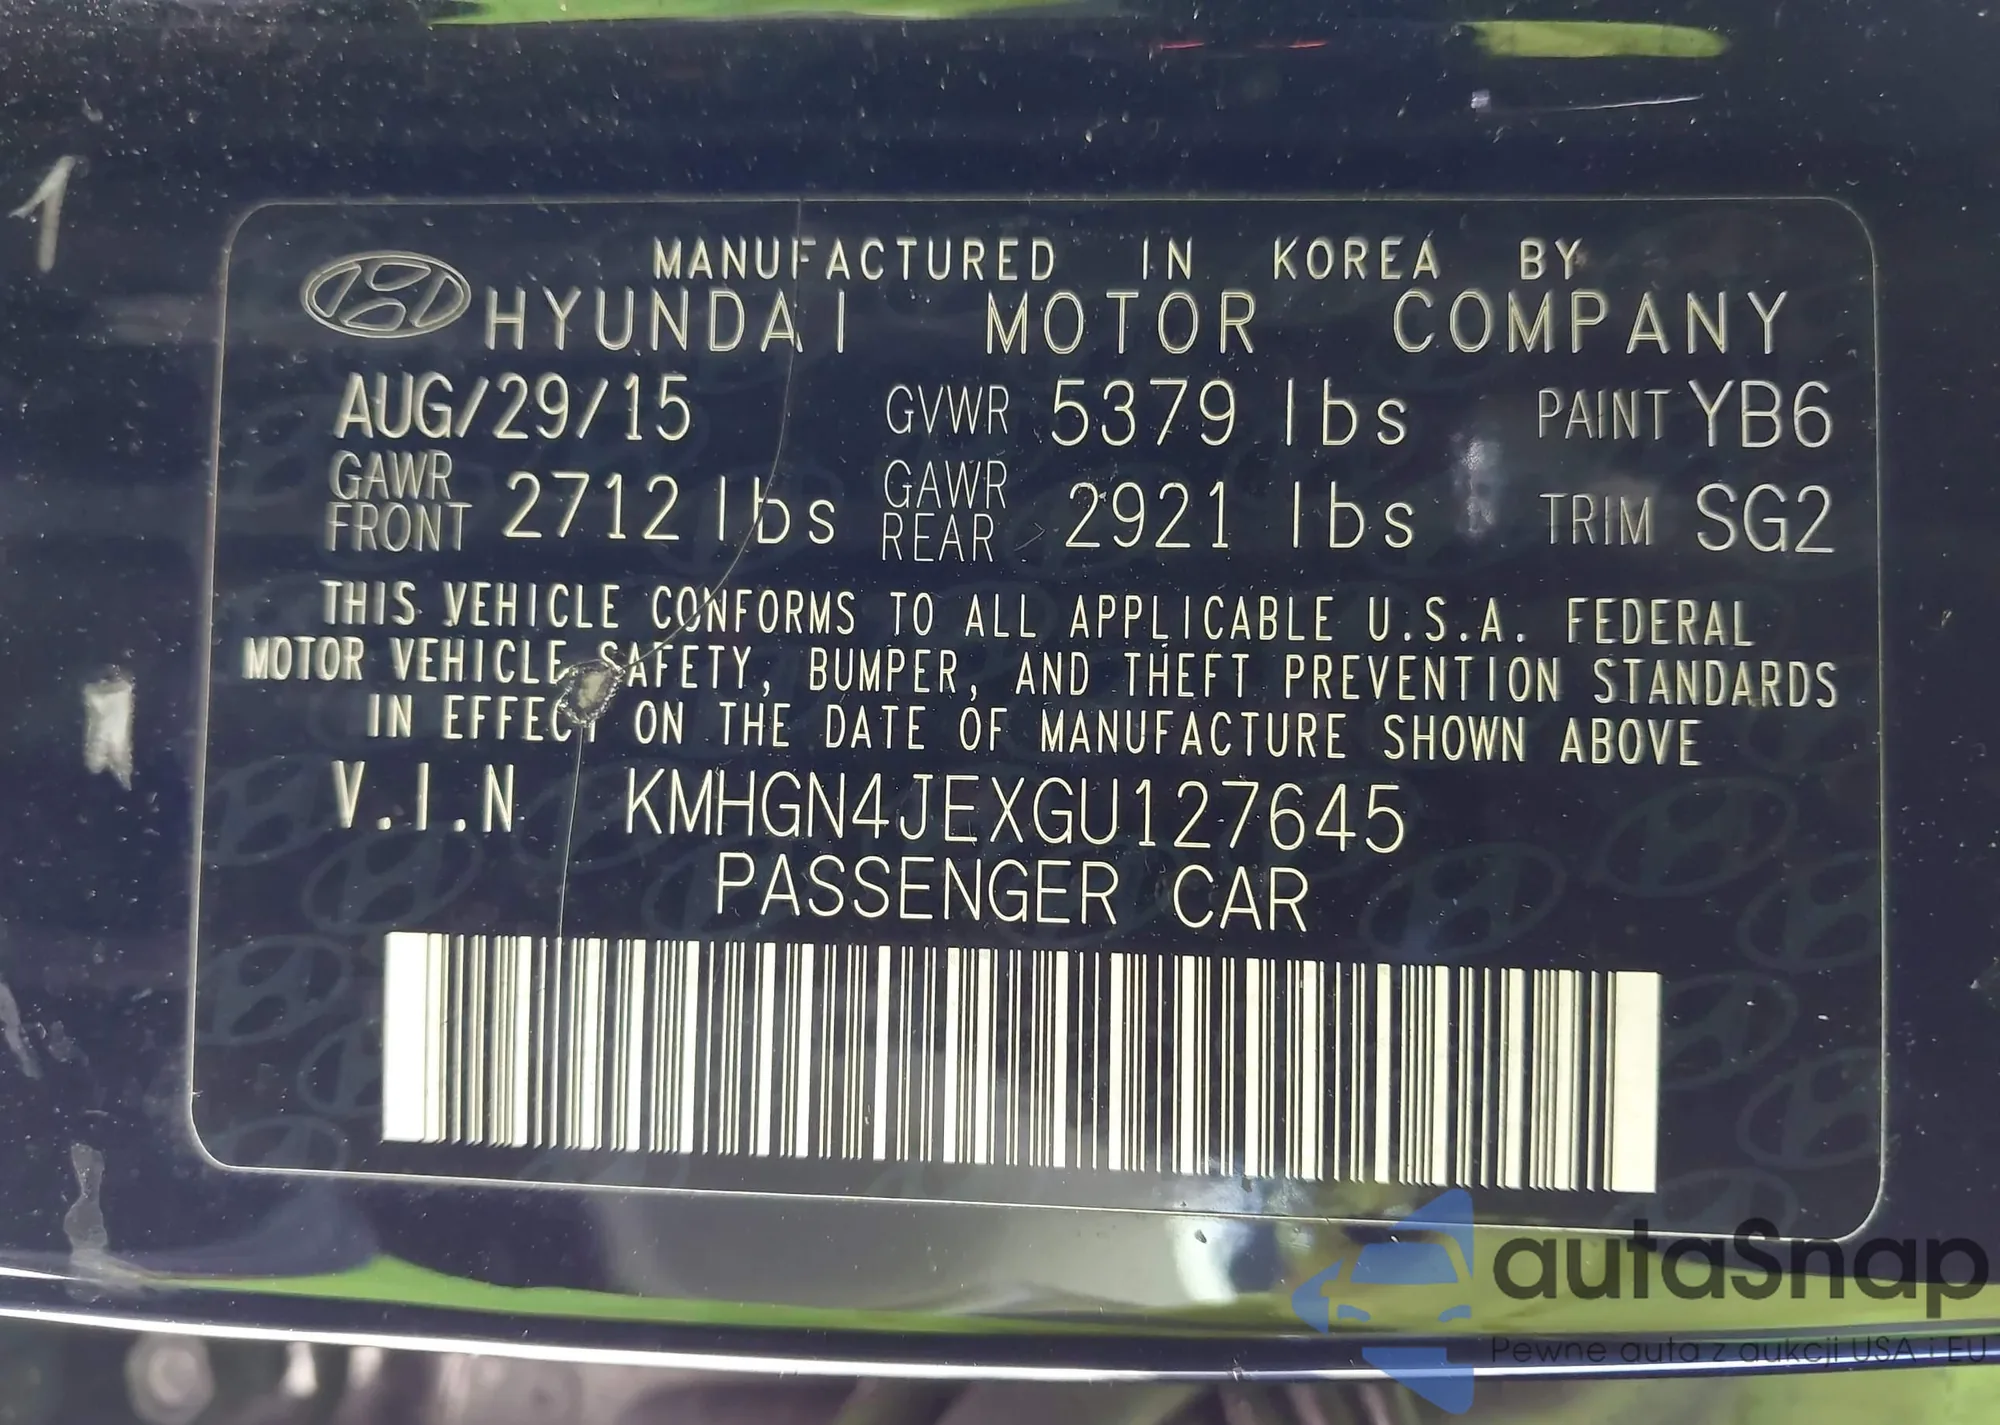 1
MANUFACTURED IN KOREA BY
HYUNDAI MOTOR COMPANY
AUG/29/15 GVWR 5379 lbs PAINT YB6
GAWR FRONT 2712 lbs GAWR REAR 2921 lbs TRIM SG2
THIS VEHICLE CONFORMS TO ALL APPLICABLE U.S.A. FEDERAL
MOTOR VEHICLE SAFETY, BUMPER, AND THEFT PREVENTION STANDARDS
IN EFFECT ON THE DATE OF MANUFACTURE SHOWN ABOVE
V.I.N KMHGN4JEXGU127645
PASSENGER CAR
autaSnap
Pewne auta z aukcji USA i EU